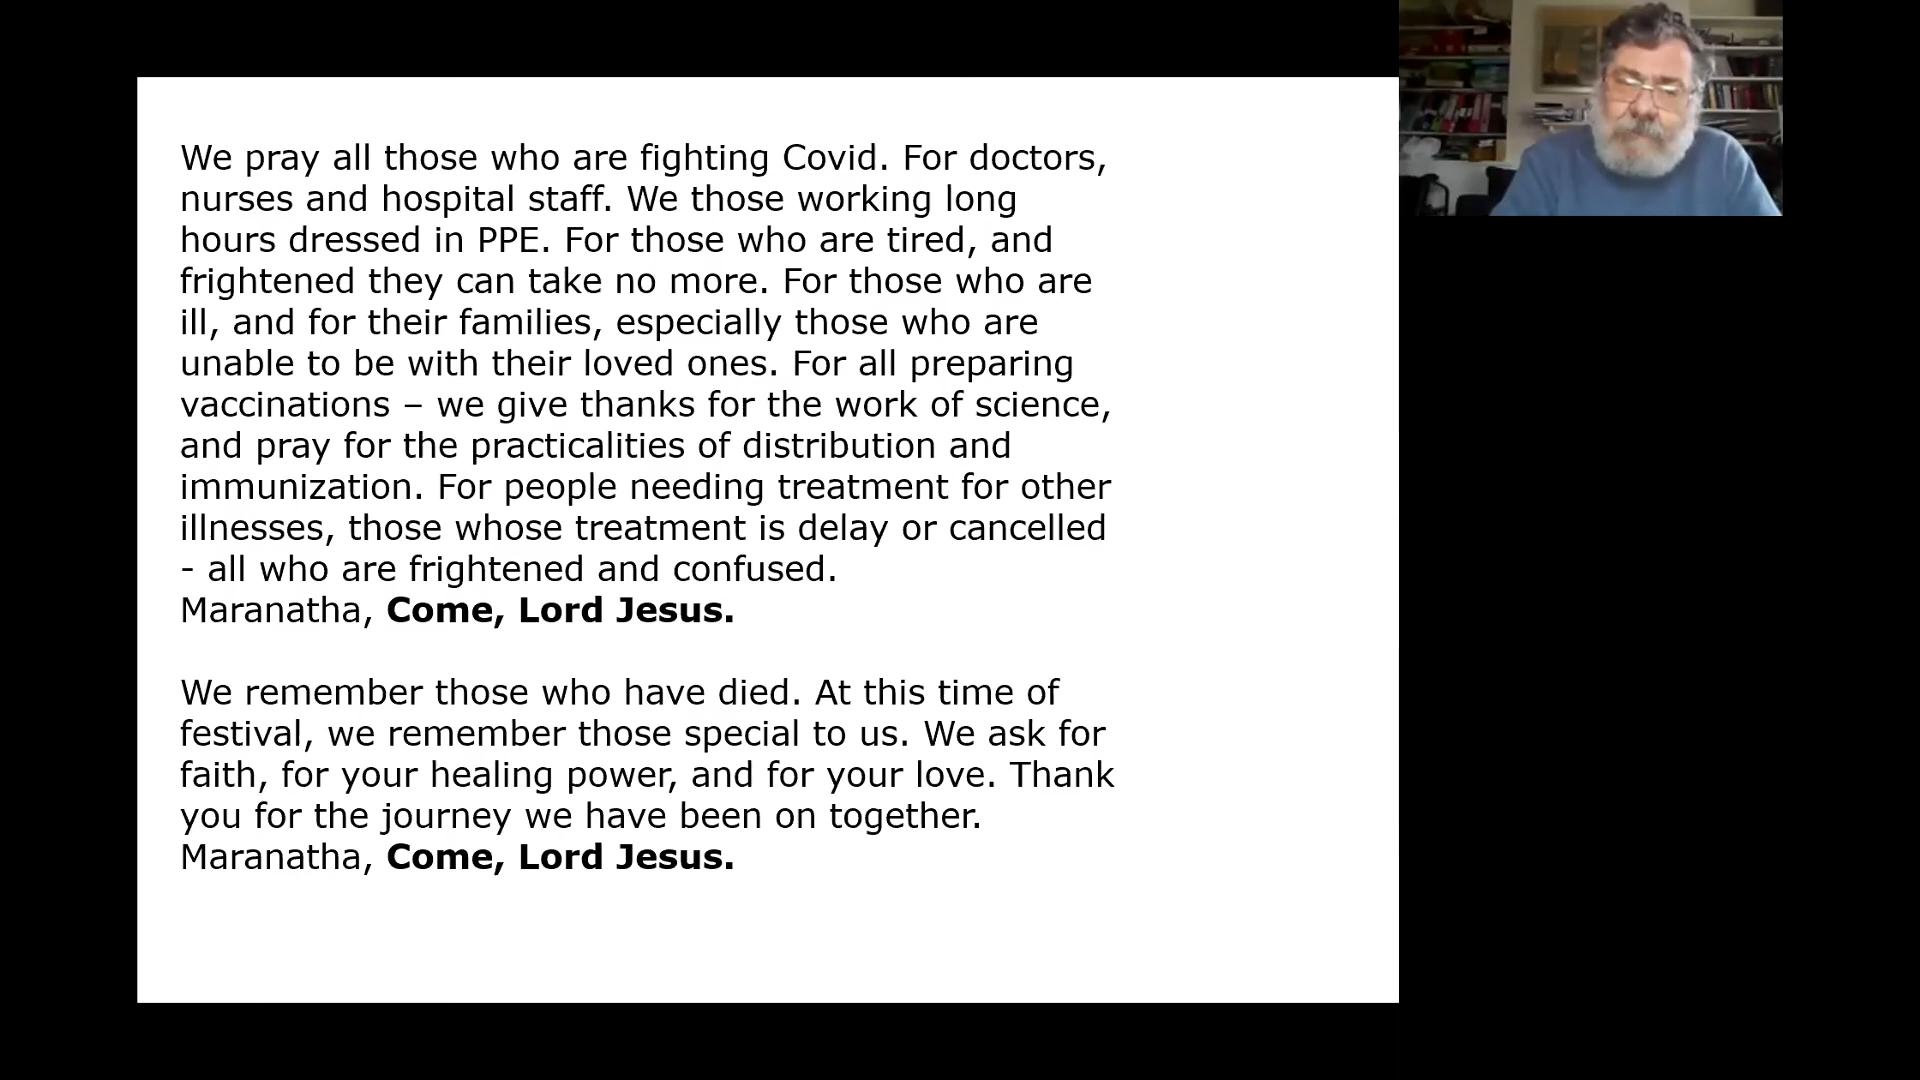 We pray all those who are fighting Covid. For doctors,
nurses and hospital staff. We those working long
hours dressed in PPE. For those who are tired, and
frightened they can take no more. For those who are
ill, and for their families, especially those who are
unable to be with their loved ones. For all preparing
vaccinations – we give thanks for the work of science,
and pray for the practicalities of distribution and
immunization. For people needing treatment for other
illnesses, those whose treatment is delay or cancelled
- all who are frightened and confused.
Maranatha, Come, Lord Jesus.
We remember those who have died. At this time of
festival, we remember those special to us. We ask for
faith, for your healing power, and for your love. Thank
you for the journey we have been on together.
Maranatha, Come, Lord Jesus.